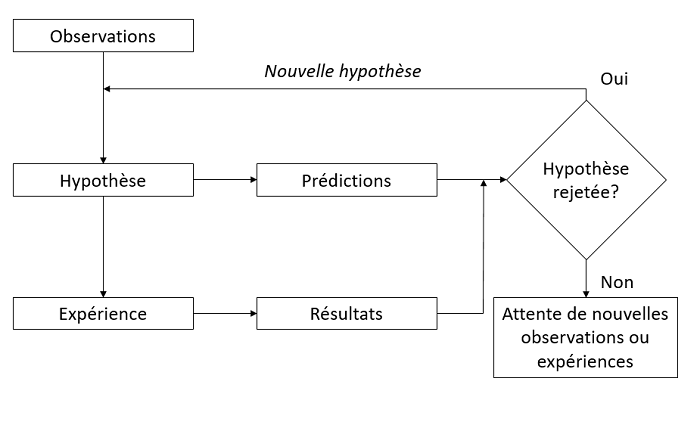 Observations
Nouvelle hypothèse
Oui
Hypothèse
Prédictions
Hypothèse
rejetée?
Expérience
Résultats
Non
Attente de nouvelles
observations ou
expériences